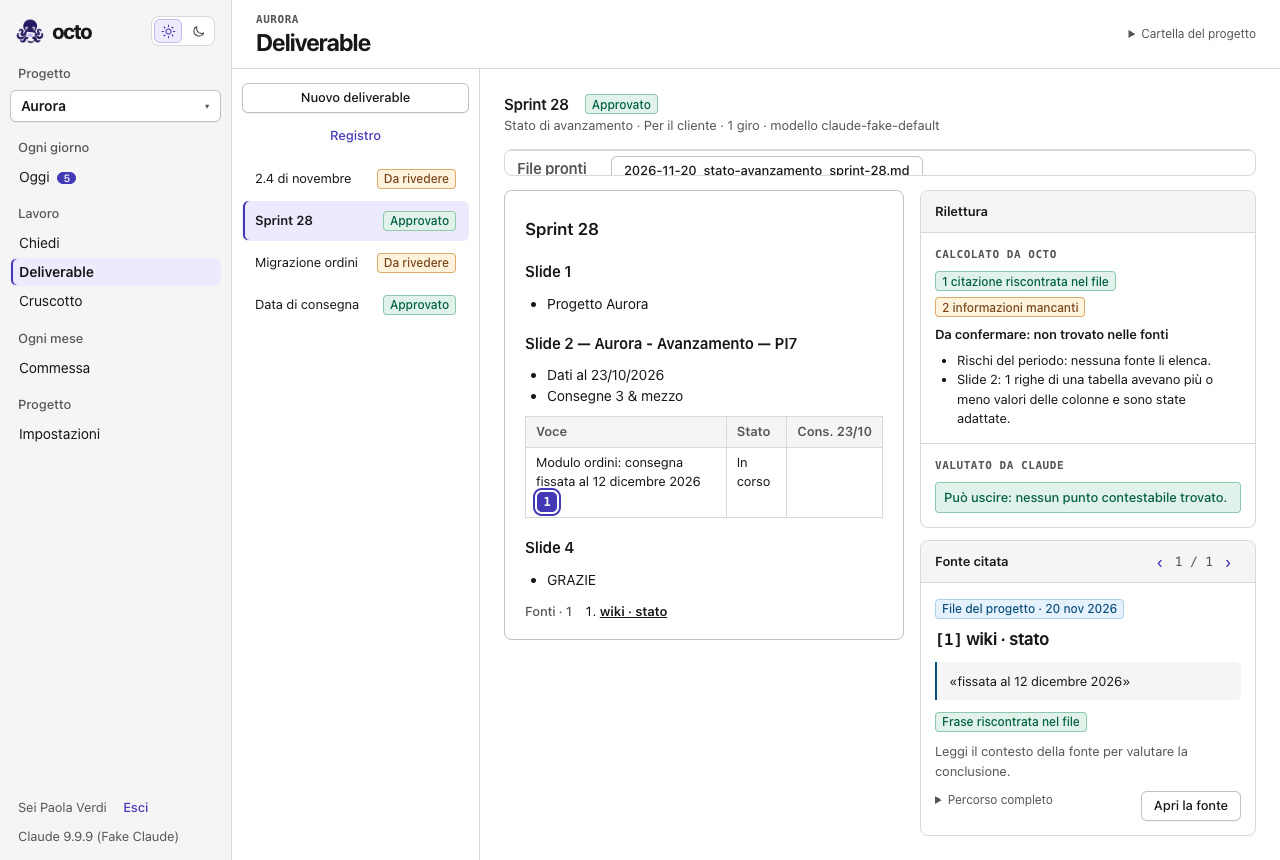 octo
Progetto
Aurora
Ogni giorno
Oggi 5
Lavoro
Chiedi
Deliverable
Cruscotto
Ogni mese
Commessa
Progetto
Impostazioni
Sei Paola Verdi Esci
Claude 9.9.9 (Fake Claude)
AURORA
Deliverable
Cartella del progetto
Nuovo deliverable
Registro
2.4 di novembre Da rivedere
Sprint 28 Approvato
Migrazione ordini Da rivedere
Data di consegna Approvato
Sprint 28 Approvato
Stato di avanzamento · Per il cliente · 1 giro · modello claude-fake-default
File pronti 2026-11-20_stato-avanzamento_sprint-28.md
Sprint 28
Slide 1
• Progetto Aurora
Slide 2 — Aurora - Avanzamento — PI7
• Dati al 23/10/2026
• Consegne 3 & mezzo
Voce Stato Cons. 23/10
Modulo ordini: consegna In
fissata al 12 dicembre 2026 corso
1
Slide 4
• GRAZIE
Fonti · 1 1. wiki · stato
Rilettura
CALCOLATO DA OCTO
1 citazione riscontrata nel file
2 informazioni mancanti
Da confermare: non trovato nelle fonti
• Rischi del periodo: nessuna fonte li elenca.
• Slide 2: 1 righe di una tabella avevano più o
meno valori delle colonne e sono state
adattate.
VALUTATO DA CLAUDE
Può uscire: nessun punto contestabile trovato.
Fonte citata ‹ 1 / 1 ›
File del progetto · 20 nov 2026
[1] wiki · stato
«fissata al 12 dicembre 2026»
Frase riscontrata nel file
Leggi il contesto della fonte per valutare la
conclusione.
Percorso completo Apri la fonte